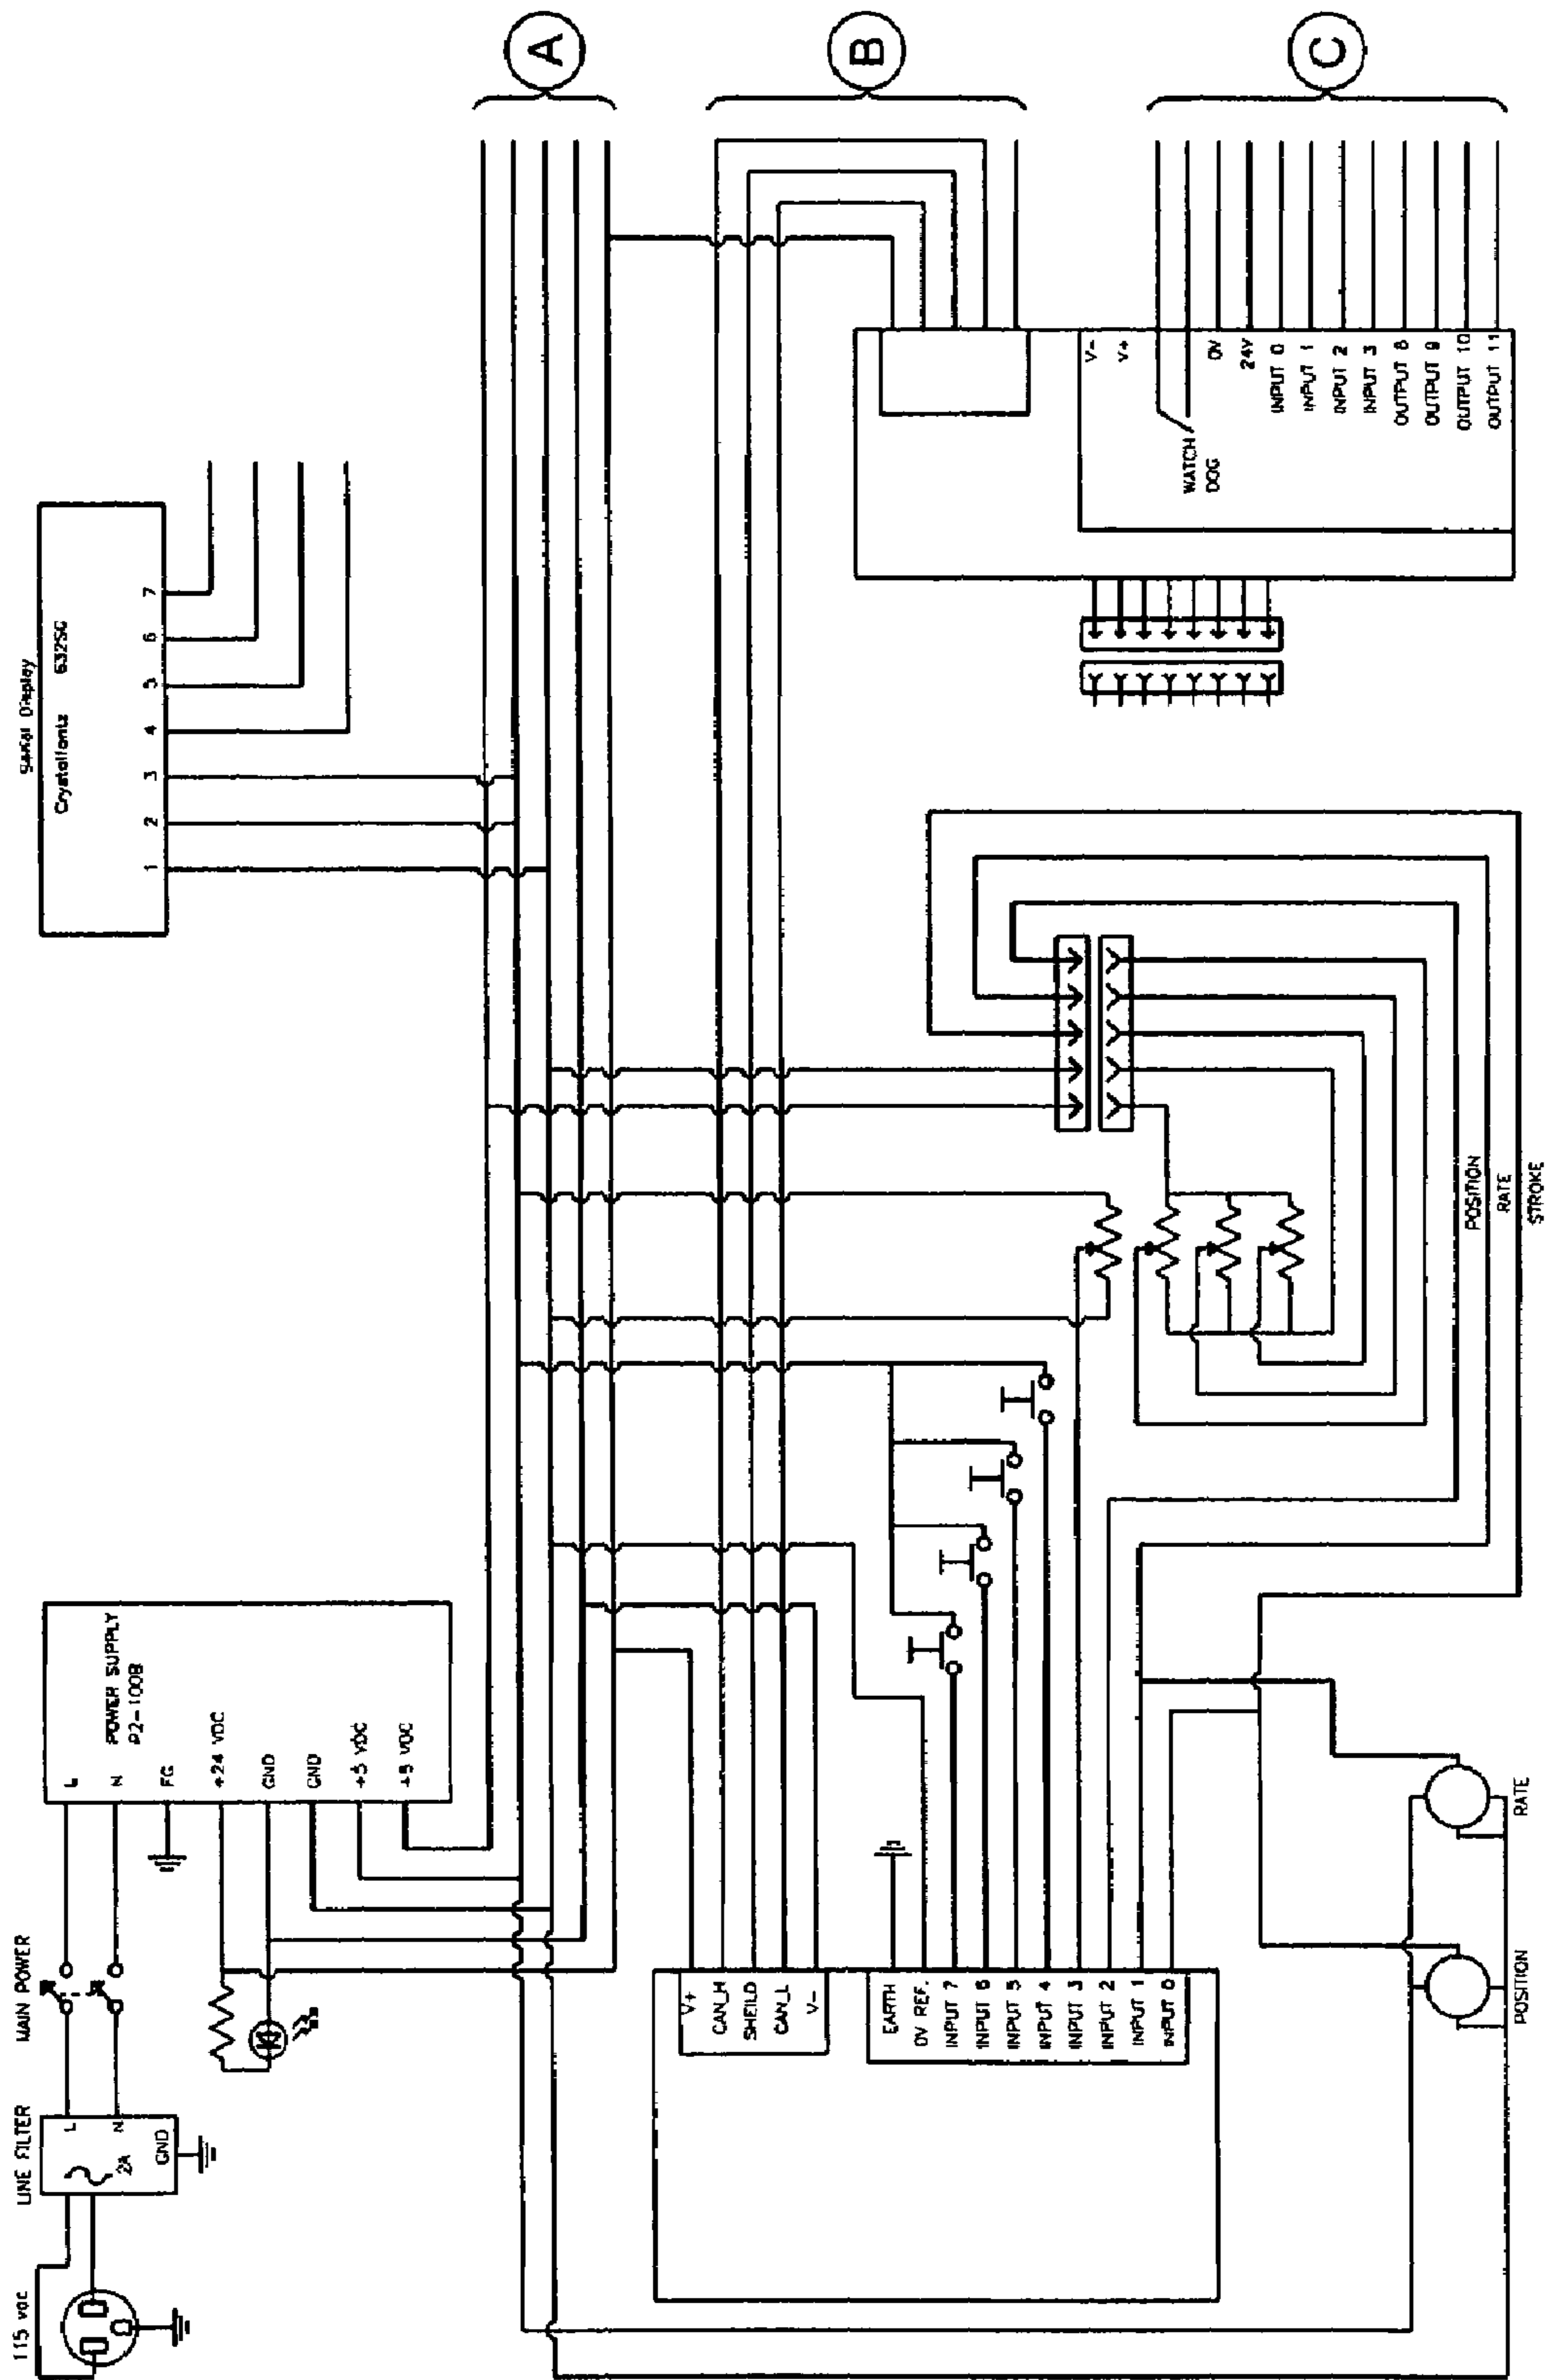 115 VDC
LINE FILTER
L
N
2A
GND
MAIN POWER
POWER SUPPLY
P2-100B
L
N
FG
+24 VDC
GND
GND
+5 VDC
+5 VDC
Serial Display
Crystalfontz 632SG
1
2
3
4
5
6
7
A
B
C
V+
CAN_H
SHEILD
CAN_L
V-
EARTH
0V REF.
INPUT 7
INPUT 6
INPUT 5
INPUT 4
INPUT 3
INPUT 2
INPUT 1
INPUT 0
POSITION
RATE
POSITION
RATE
STROKE
V-
V+
WATCH
DOG
0V
24V
INPUT 0
INPUT 1
INPUT 2
INPUT 3
OUTPUT 8
OUTPUT 9
OUTPUT 10
OUTPUT 11